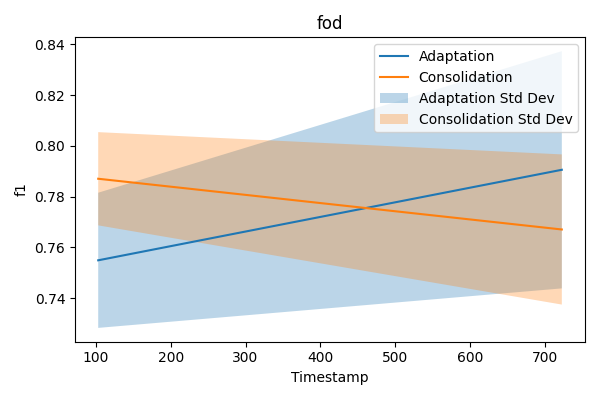 fod
0.84
0.82
0.80
0.78
0.76
0.74
f1
Adaptation
Consolidation
Adaptation Std Dev
Consolidation Std Dev
100 200 300 400 500 600 700
Timestamp